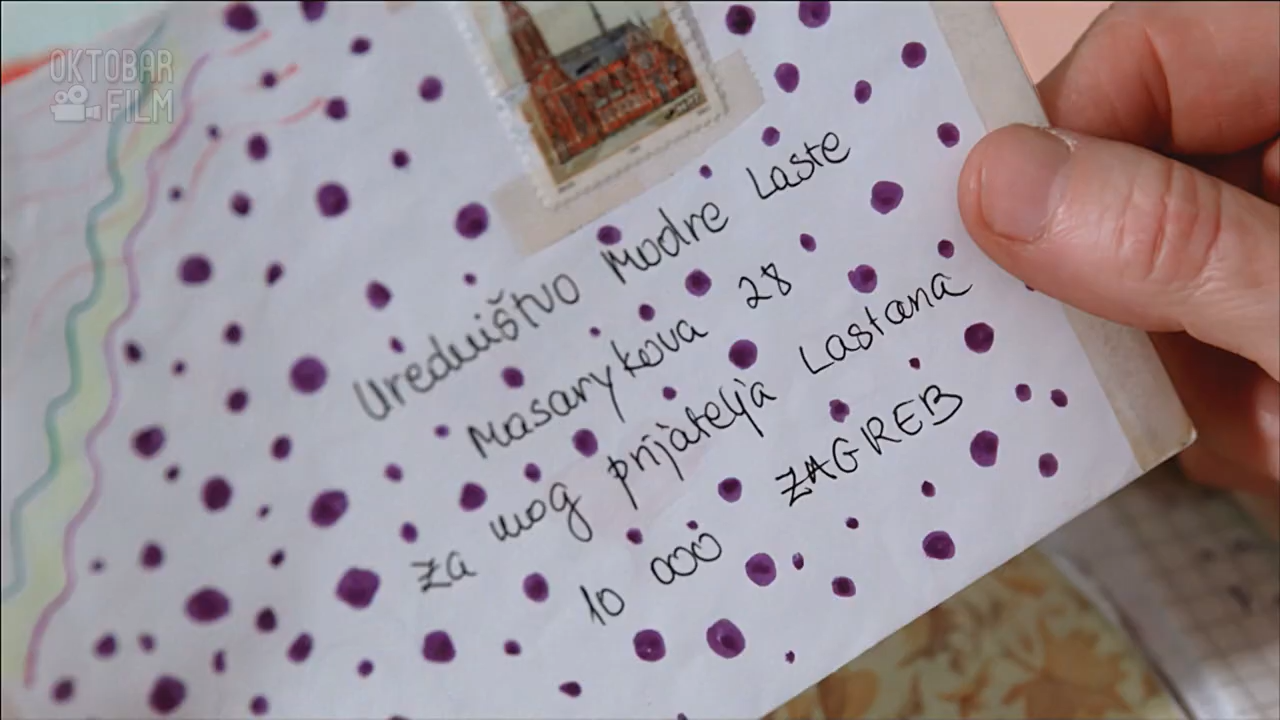 OKTOBAR
FILM
Uredništvo Modre Laste
Masarykova 28
za mog prijatelja Lastana
10 000 ZAGREB